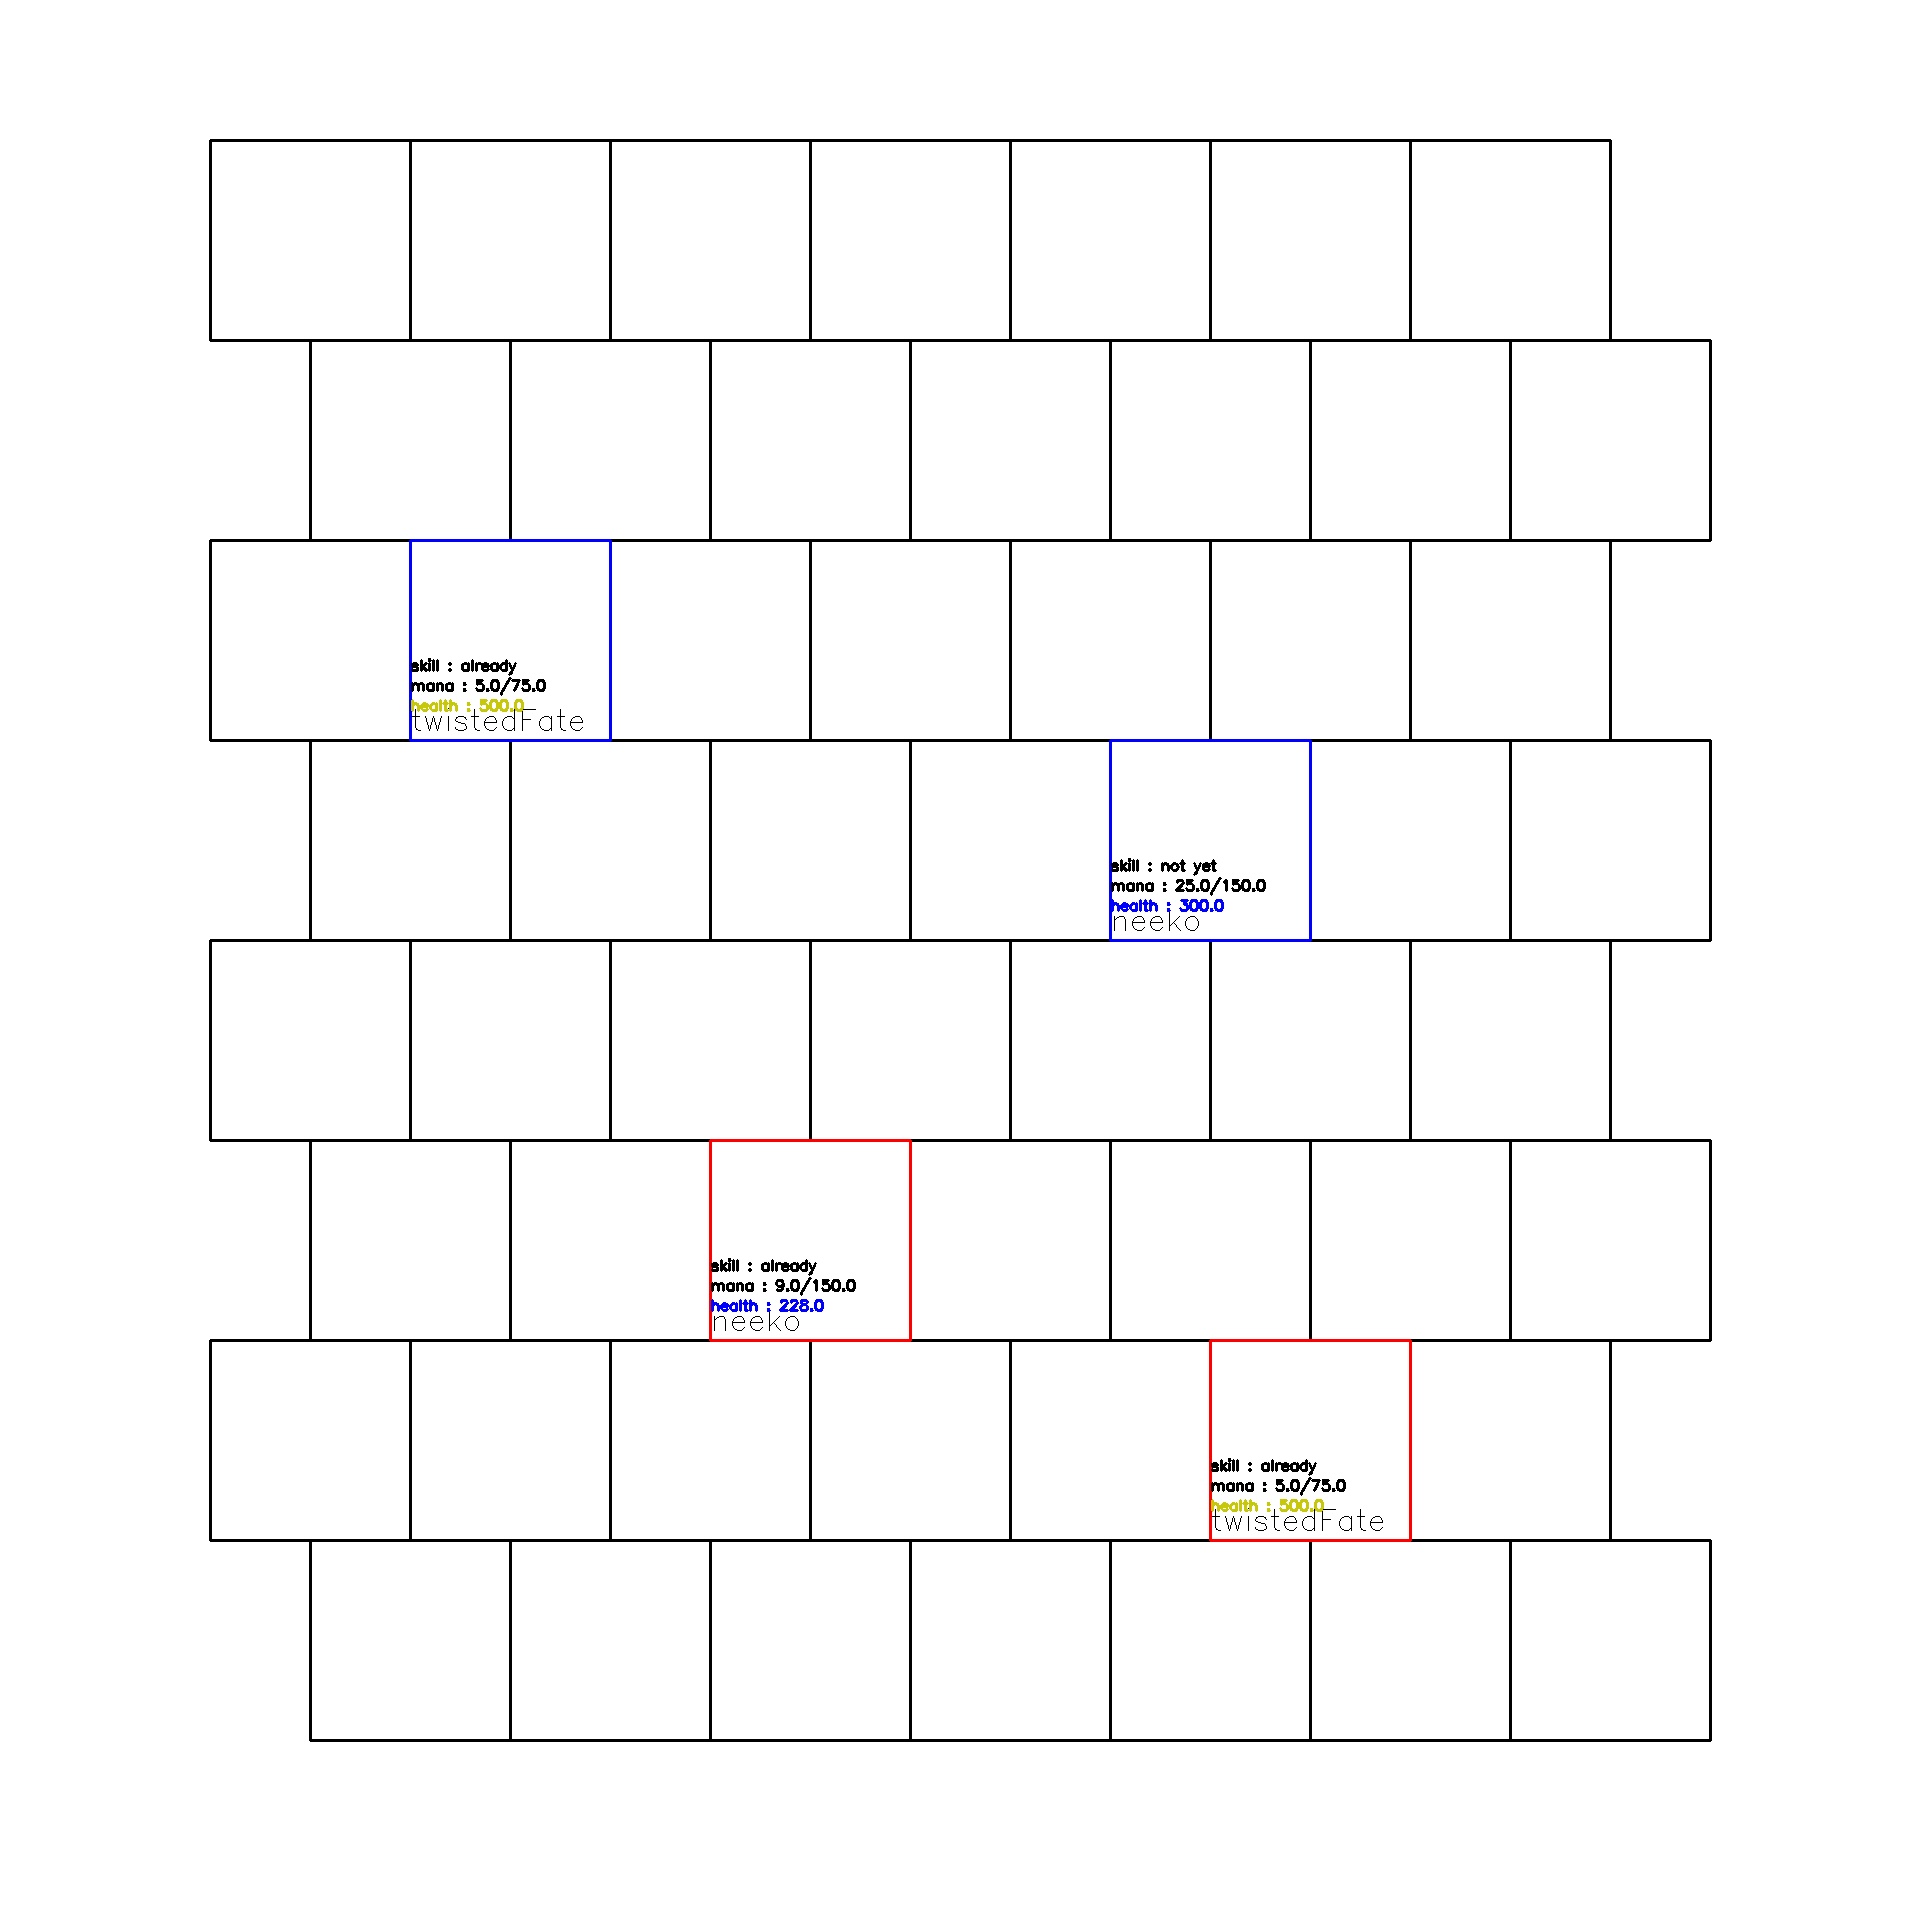 skill : already
mana : 5.0/75.0
health : 500.0
twistedFate
skill : not yet
mana : 25.0/150.0
health : 300.0
neeko
skill : already
mana : 9.0/150.0
health : 228.0
neeko
skill : already
mana : 5.0/75.0
health : 500.0
twistedFate